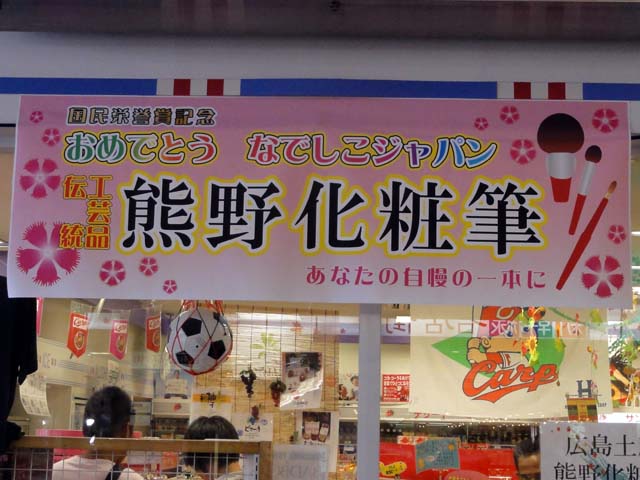 国民栄誉賞記念
おめでとう なでしこジャパン
伝統工芸品
熊野化粧筆
あなたの自慢の一本に
Carp
H
広島土
熊野化粧